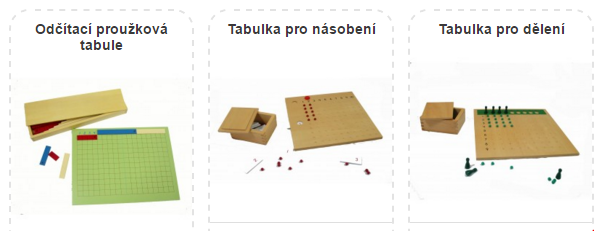 Odčítací proužková
tabule
Tabulka pro násobení
Tabulka pro dělení